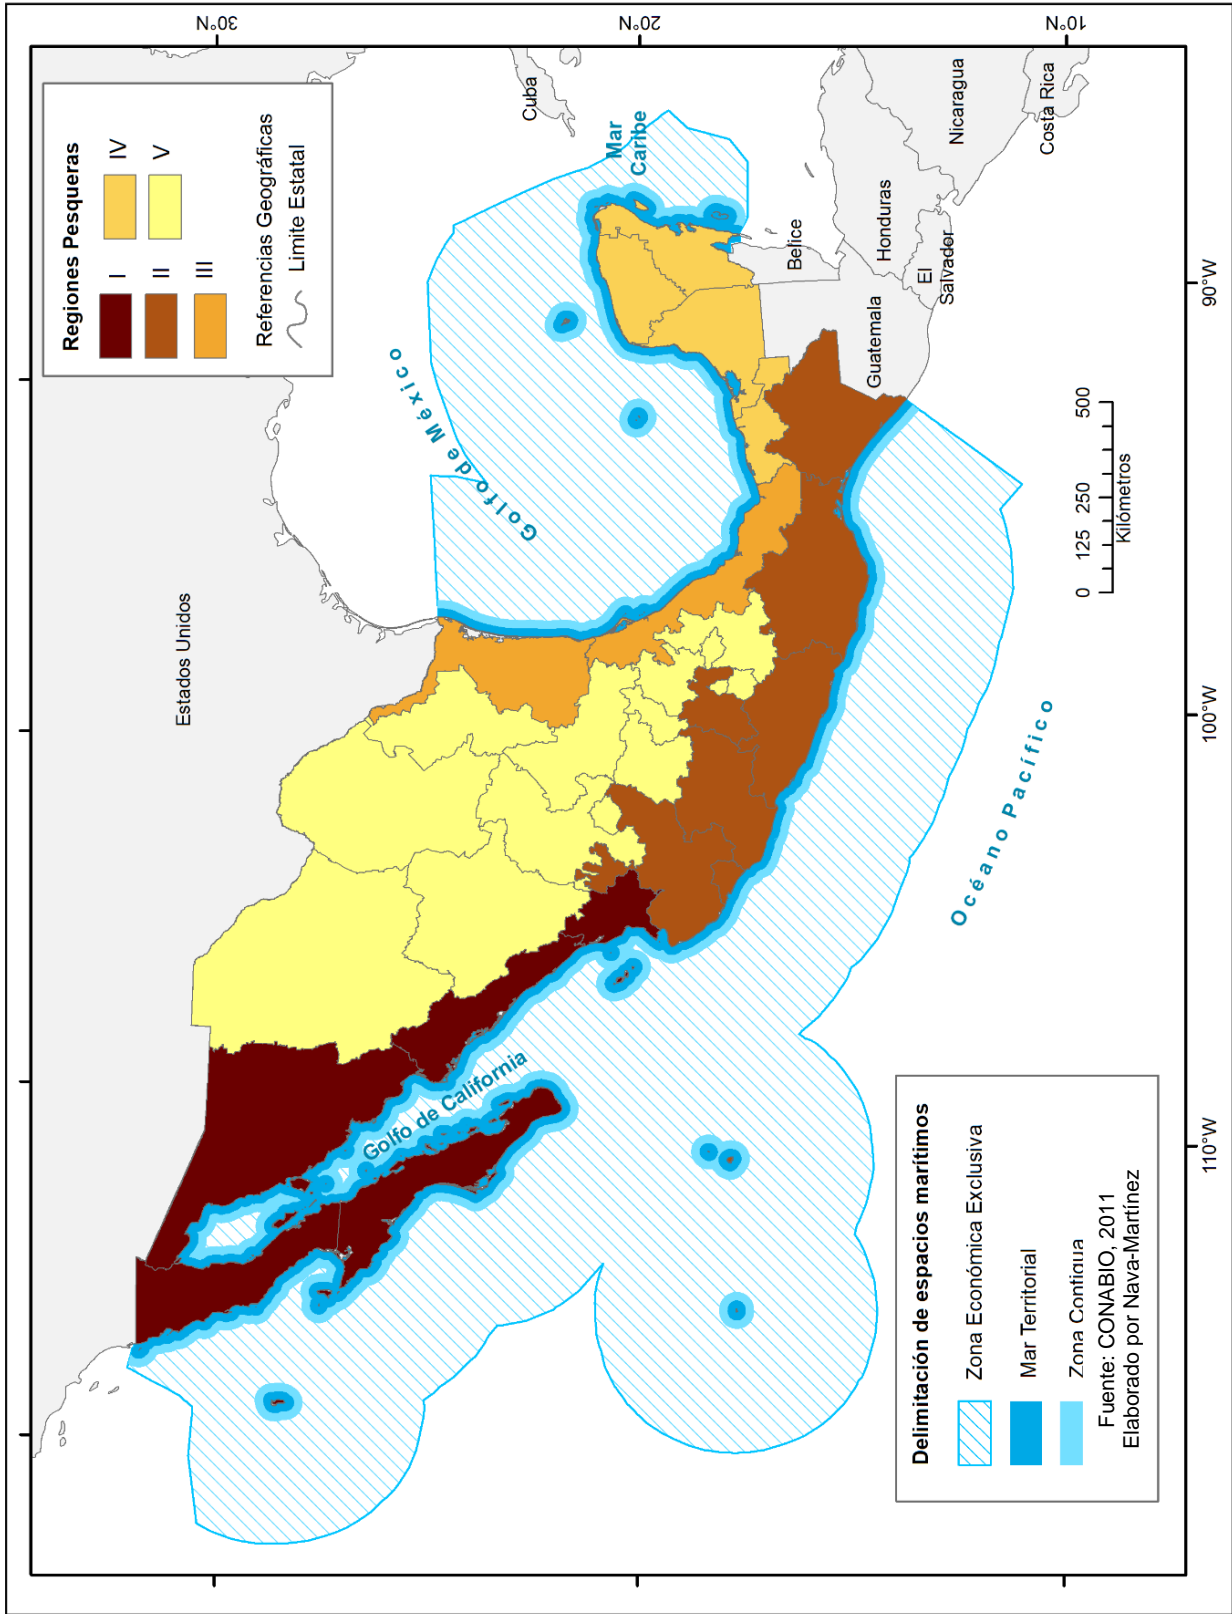 30°N
20°N
10°N
90°W
100°W
110°W
Regiones Pesqueras
I
IV
II
V
III
Referencias Geográficas
Limite Estatal
Estados Unidos
Golfo de México
Cuba
Mar
Caribe
Belice
Guatemala
Honduras
El
Salvador
Nicaragua
Costa Rica
Golfo de California
Océano Pacífico
0 125 250 500
Kilómetros
Delimitación de espacios marítimos
Zona Económica Exclusiva
Mar Territorial
Zona Contigua
Fuente: CONABIO, 2011
Elaborado por Nava-Martínez